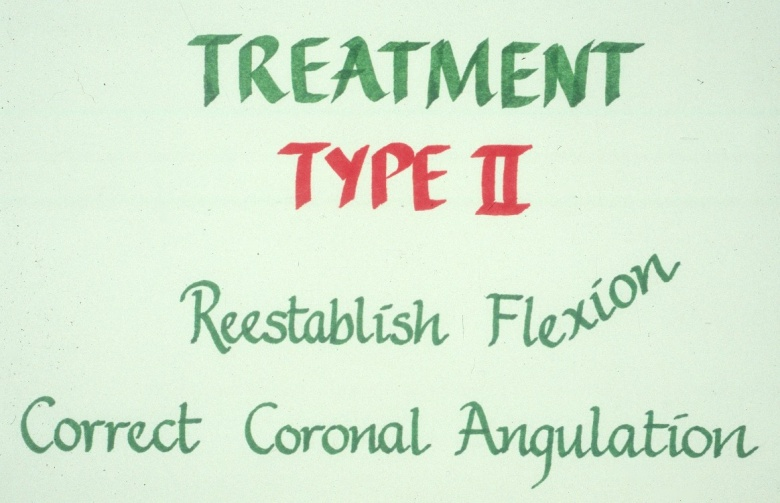 TREATMENT
TYPE II
Reestablish Flexion
Correct Coronal Angulation